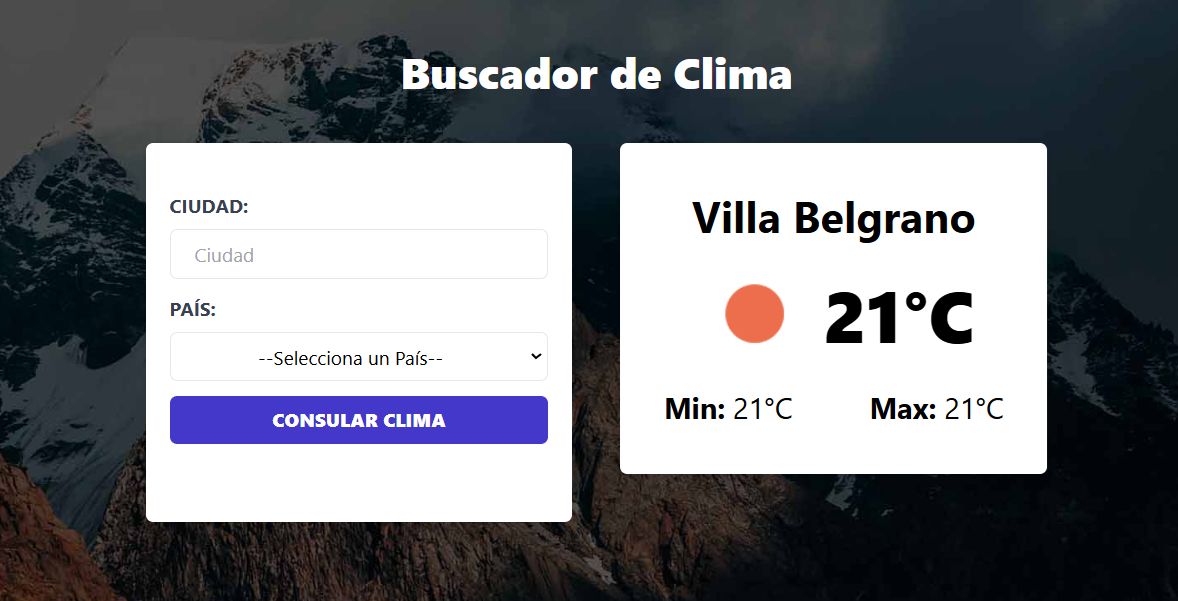 Buscador de Clima
CIUDAD:
Ciudad
PAÍS:
--Selecciona un País--
CONSULAR CLIMA
Villa Belgrano
21°C
Min: 21°C
Max: 21°C